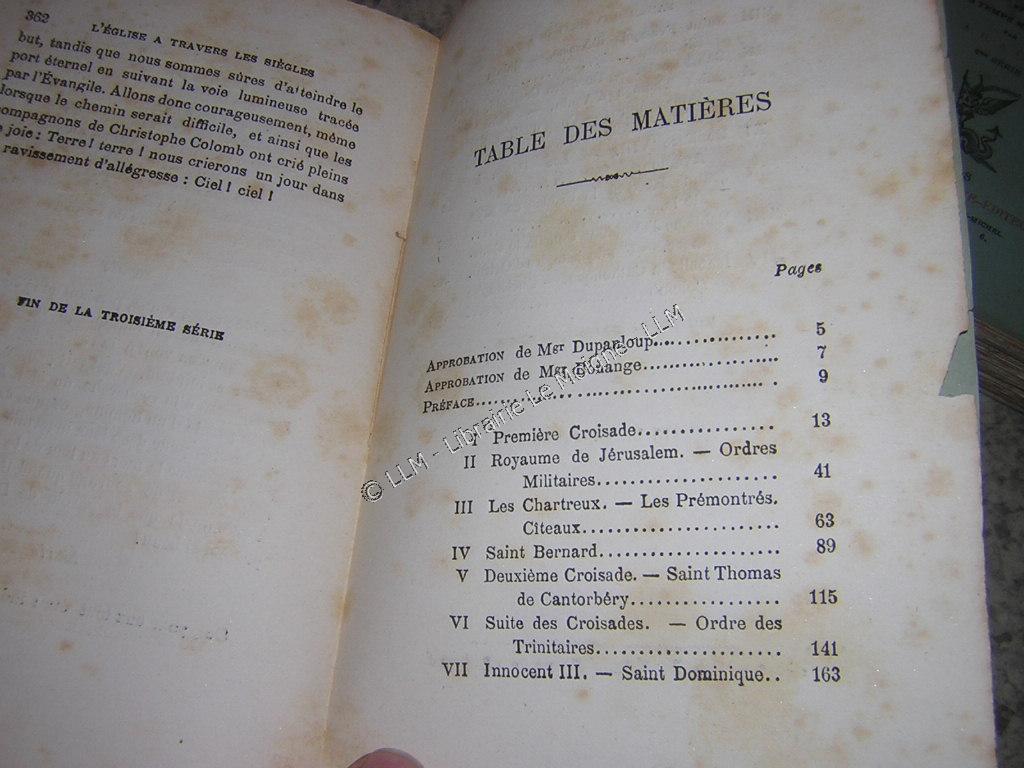 362
L'ÉGLISE A TRAVERS LES SIÈGLES
but, tandis que nous sommes sûres d'atteindre le
port éternel en suivant la voie lumineuse tracée
par l'Évangile. Allons donc courageusement, même
lorsque le chemin serait difficile, et ainsi que les
compagnons de Christophe Colomb ont crié pleins
joie : Terre ! terre ! nous crierons un jour dans
ravissement d'allégresse : Ciel ! ciel !
FIN DE LA TROISIÈME SÉRIE
TABLE DES MATIÈRES
Pages
APPROBATION de Mgr Dupanloup.... 5
APPROBATION de Mgr 7
PRÉFACE.... 9
I Première Croisade.... 13
II Royaume de Jérusalem. — Ordres
Militaires.... 41
III Les Chartreux. — Les Prémontrés.
Cîteaux.... 63
IV Saint Bernard.... 89
V Deuxième Croisade. — Saint Thomas
de Cantorbéry.... 115
VI Suite des Croisades. — Ordre des
Trinitaires.... 141
VII Innocent III. — Saint Dominique.. 163
© LLM - Librairie Le Moigne - LLM